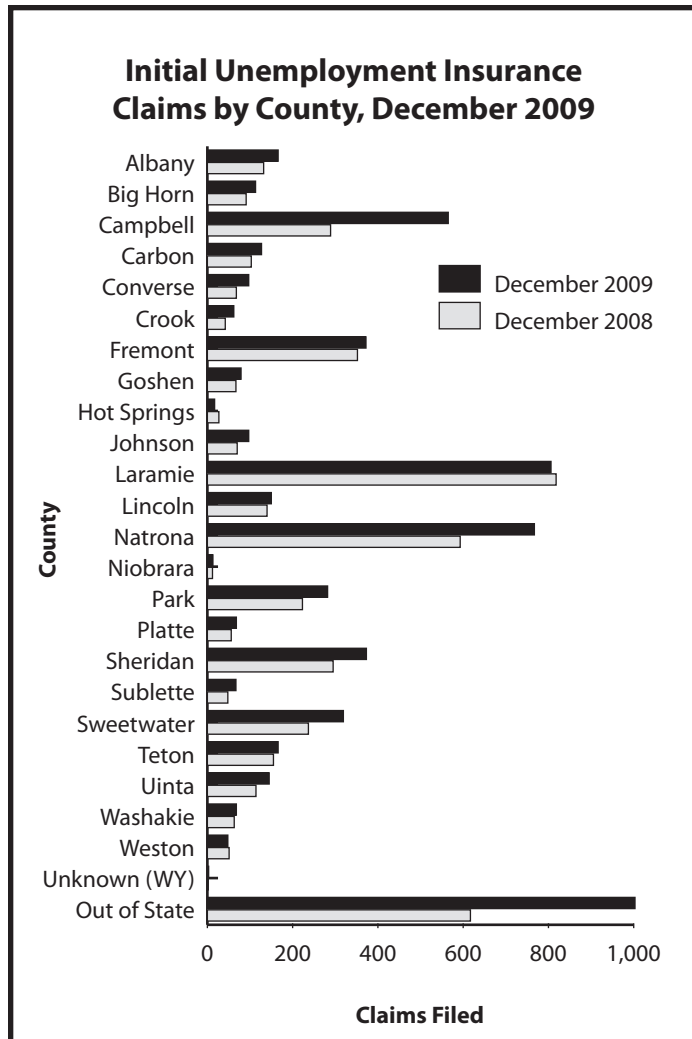 Initial Unemployment Insurance
Claims by County, December 2009
Albany
Big Horn
Campbell
Carbon
Converse
Crook
Fremont
Goshen
Hot Springs
Johnson
Laramie
Lincoln
Natrona
Niobrara
Park
Platte
Sheridan
Sublette
Sweetwater
Teton
Uinta
Washakie
Weston
Unknown (WY)
Out of State
County
December 2009
December 2008
0 200 400 600 800 1,000
Claims Filed